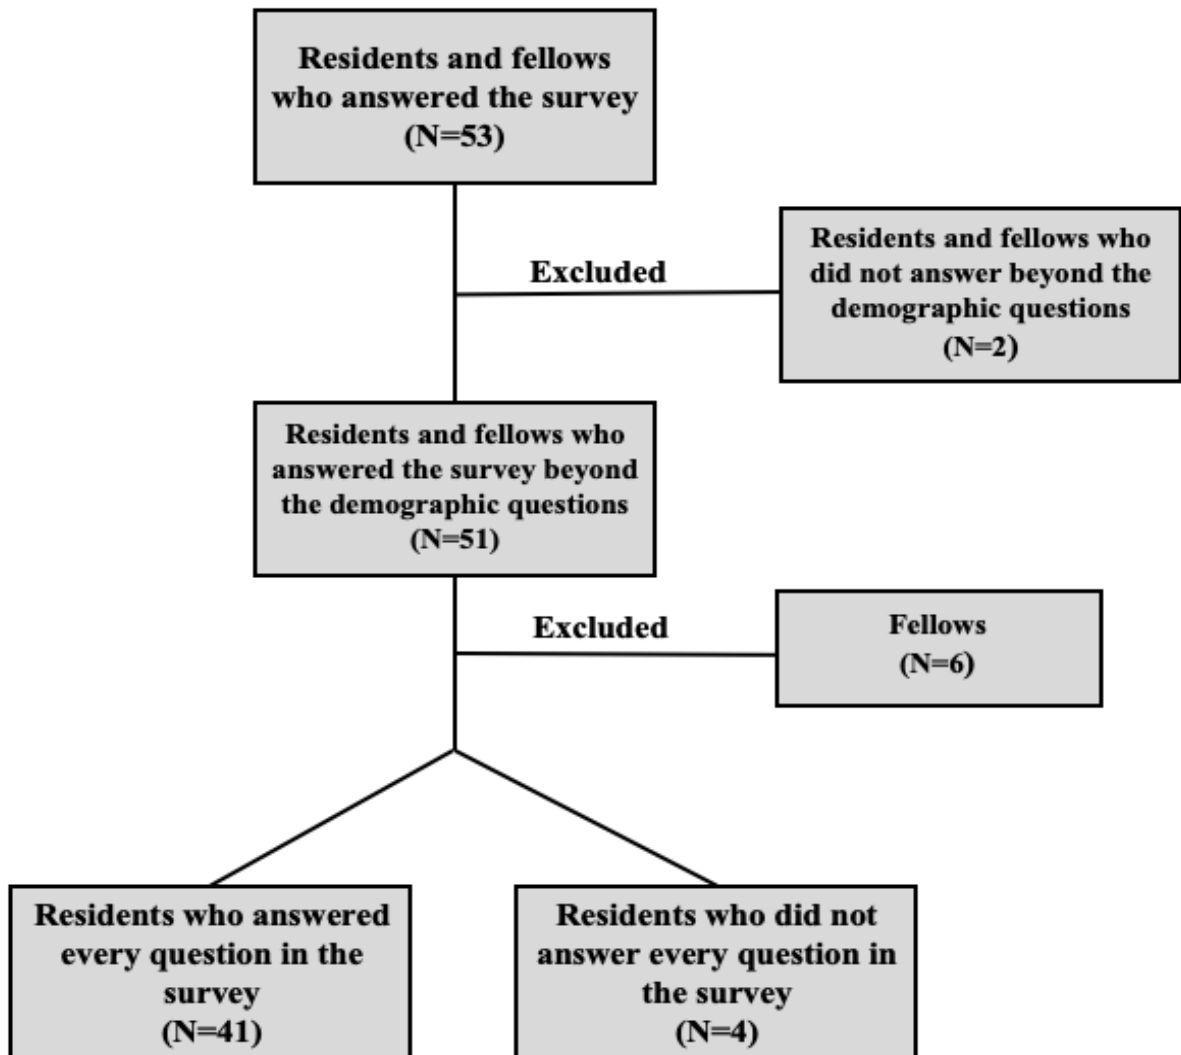 Residents and fellows
who answered the survey
(N=53)
Excluded
Residents and fellows who
did not answer beyond the
demographic questions
(N=2)
Residents and fellows who
answered the survey beyond
the demographic questions
(N=51)
Excluded
Fellows
(N=6)
Residents who answered
every question in the
survey
(N=41)
Residents who did not
answer every question in
the survey
(N=4)